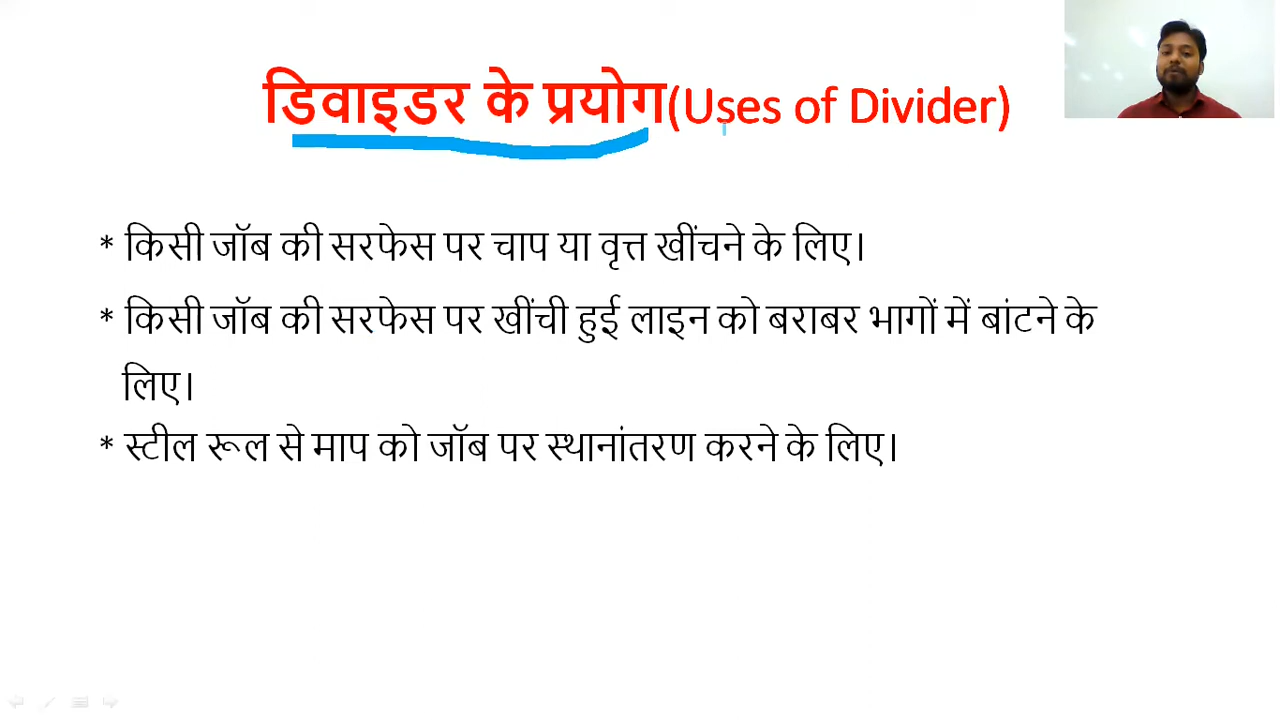 डिवाइडर के प्रयोग(Uses of Divider)
* किसी जॉब की सरफेस पर चाप या वृत्त खींचने के लिए।
* किसी जॉब की सरफेस पर खींची हुई लाइन को बराबर भागों में बांटने के
लिए।
* स्टील रूल से माप को जॉब पर स्थानांतरण करने के लिए।